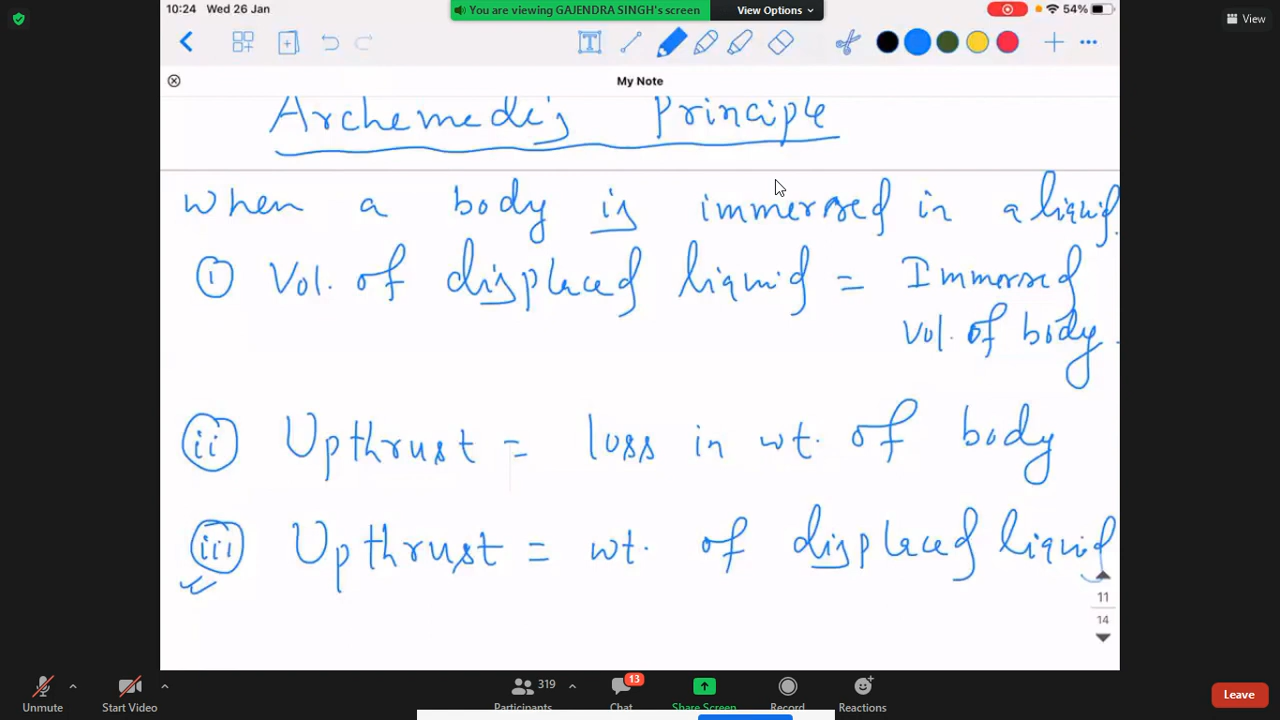 10:24 Wed 26 Jan
You are viewing GAJENDRA SINGH's screen
View Options
54%
View
My Note
Archemede's Principle
When a body is immersed in a liquid.
(i) Vol. of displaced liquid = Immersed
Vol. of body.
(ii) Upthrust = loss in wt. of body
(iii) Upthrust = wt. of displaced liquid
11
14
Unmute
Start Video
319
Participants
13
Chat
Share Screen
Record
Reactions
Leave